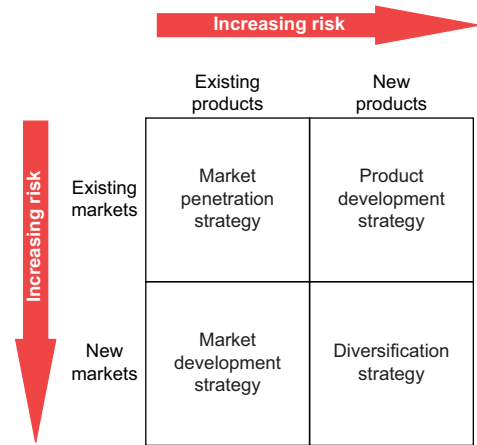 Increasing risk
Existing
products
New
products
Increasing risk
Existing
markets
Market
penetration
strategy
Product
development
strategy
New
markets
Market
development
strategy
Diversification
strategy